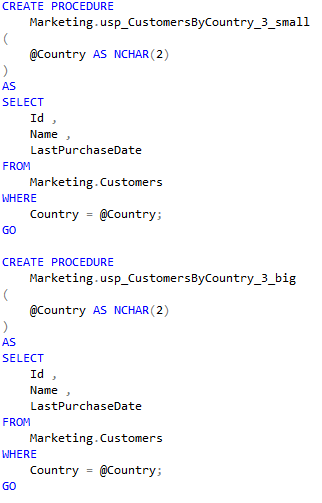 CREATE PROCEDURE
    Marketing.usp_CustomersByCountry_3_small
(
    @Country AS NCHAR(2)
)
AS
SELECT
    Id ,
    Name ,
    LastPurchaseDate
FROM
    Marketing.Customers
WHERE
    Country = @Country;
GO

CREATE PROCEDURE
    Marketing.usp_CustomersByCountry_3_big
(
    @Country AS NCHAR(2)
)
AS
SELECT
    Id ,
    Name ,
    LastPurchaseDate
FROM
    Marketing.Customers
WHERE
    Country = @Country;
GO